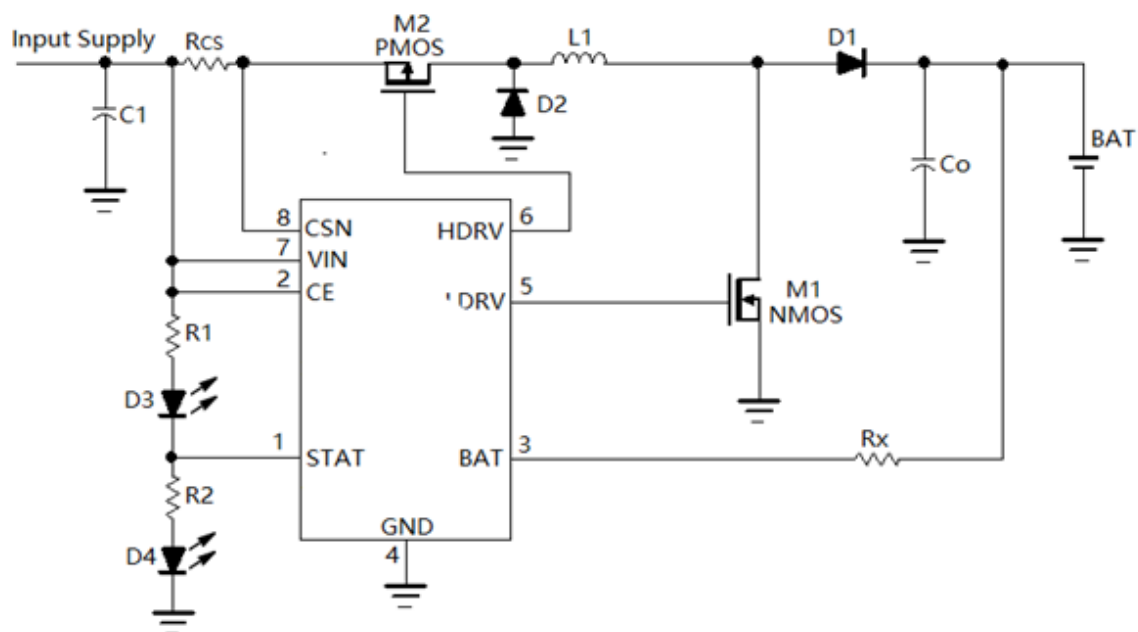 Input Supply
Rcs
M2
PMOS
L1
D1
C1
D2
Co
BAT
8
CSN
HDRV
6
7
VIN
2
CE
DRV
5
M1
NMOS
R1
D3
1
STAT
BAT
3
Rx
R2
GND
4
D4